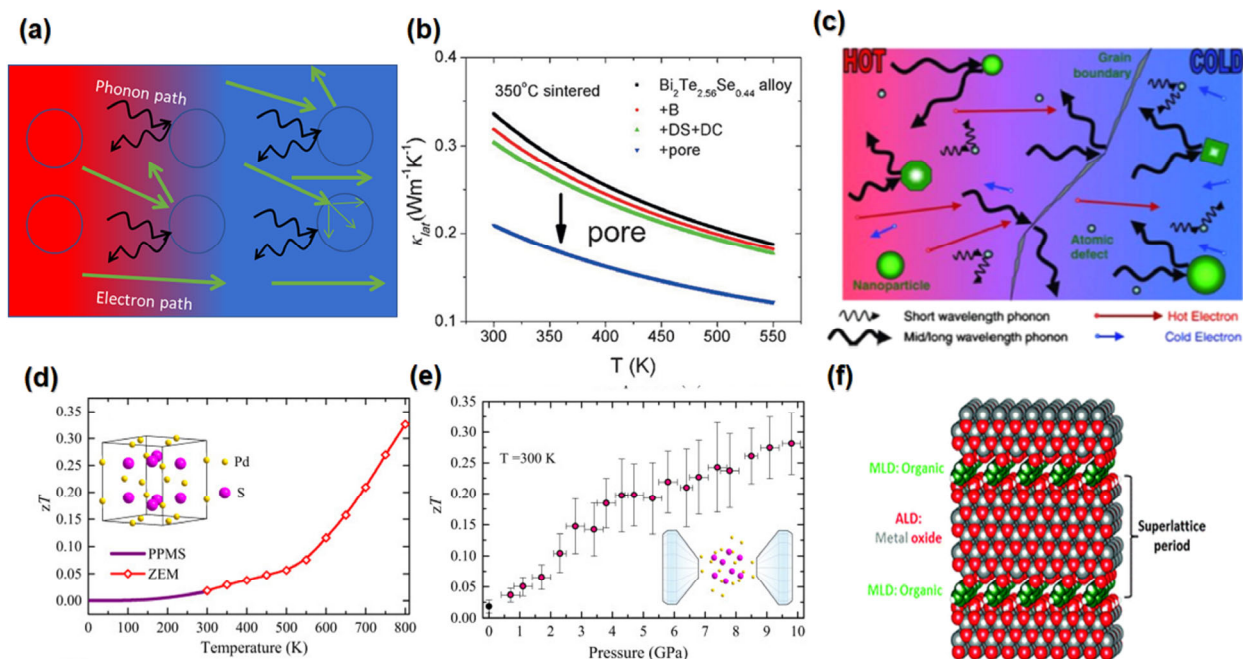 (a)
Phonon path
Electron path
(b)
350°C sintered
Bi2Te2.56Se0.44 alloy
+B
+DS+DC
+pore
pore
κlat(Wm-1K-1)
0.4
0.3
0.2
0.1
300 350 400 450 500 550
T (K)
(c)
HOT
COLD
Grain
boundary
Atomic
defect
Nanoparticle
Short wavelength phonon
Mid/long wavelength phonon
Hot Electron
Cold Electron
(d)
zT
0.35
0.30
0.25
0.20
0.15
0.10
0.05
0.00
Pd
S
PPMS
ZEM
0 100 200 300 400 500 600 700 800
Temperature (K)
(e)
zT
0.35
0.30
0.25
0.20
0.15
0.10
0.05
0.00
T =300 K
0 1 2 3 4 5 6 7 8 9 10
Pressure (GPa)
(f)
MLD: Organic
ALD:
Metal oxide
MLD: Organic
Superlattice
period